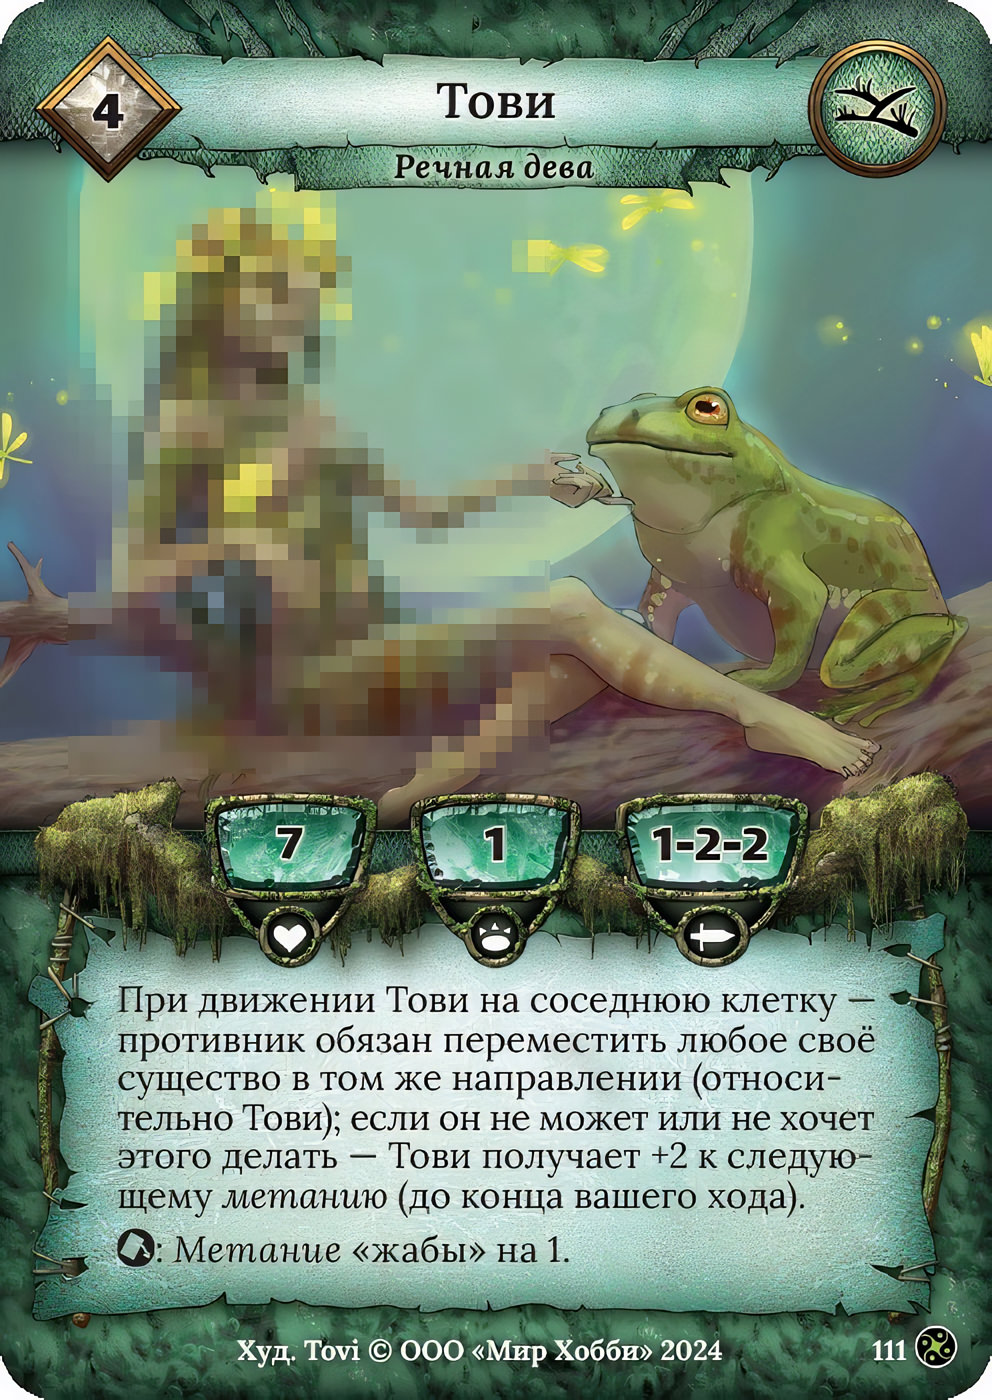 4
Тови
Речная дева
7
1
1-2-2
При движении Тови на соседнюю клетку —
противник обязан переместить любое своё
существо в том же направлении (относи-
тельно Тови); если он не может или не хочет
этого делать — Тови получает +2 к следую-
щему метанию (до конца вашего хода).
: Метание «жабы» на 1.
Худ. Tovi © ООО «Мир Хобби» 2024
111